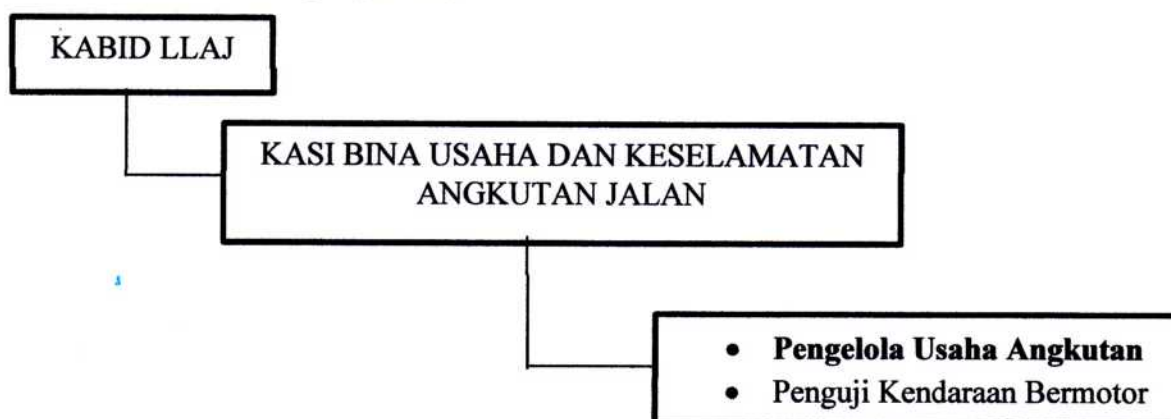 KABID LLAJ
KASI BINA USAHA DAN KESELAMATAN
ANGKUTAN JALAN
• Pengelola Usaha Angkutan
• Penguji Kendaraan Bermotor